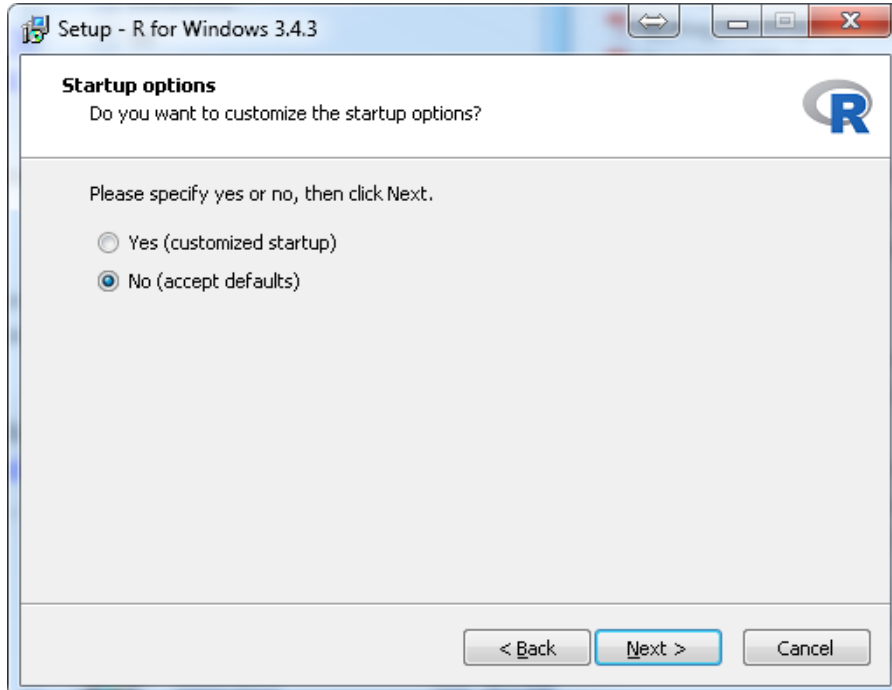 Setup - R for Windows 3.4.3
Startup options
Do you want to customize the startup options?
R
Please specify yes or no, then click Next.
Yes (customized startup)
No (accept defaults)
< Back
Next >
Cancel